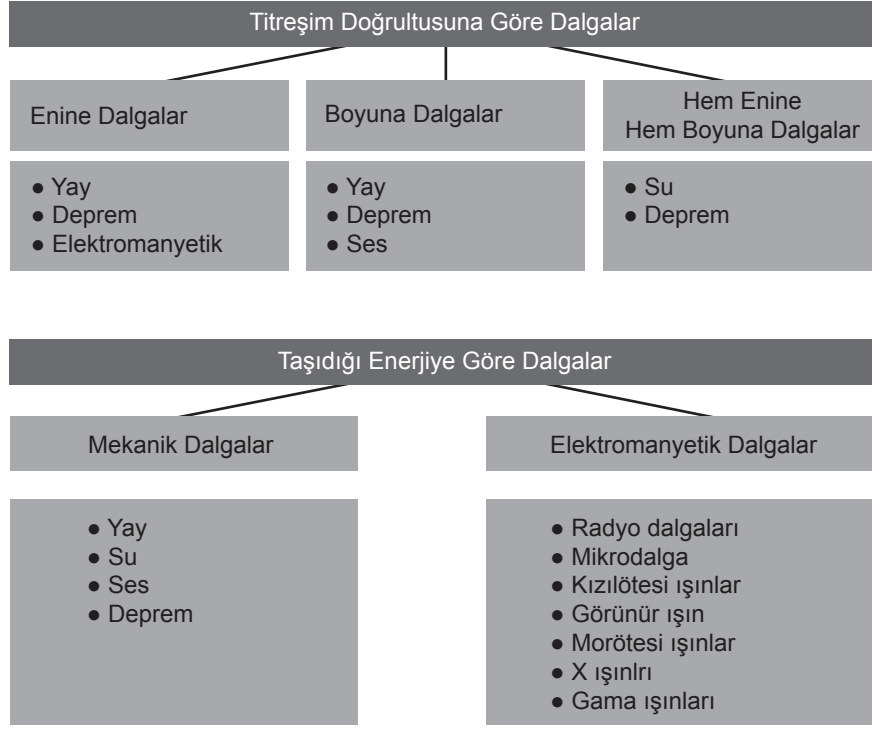 Titreşim Doğrultusuna Göre Dalgalar
Enine Dalgalar
● Yay
● Deprem
● Elektromanyetik
Boyuna Dalgalar
● Yay
● Deprem
● Ses
Hem Enine
Hem Boyuna Dalgalar
● Su
● Deprem
Taşıdığı Enerjiye Göre Dalgalar
Mekanik Dalgalar
● Yay
● Su
● Ses
● Deprem
Elektromanyetik Dalgalar
● Radyo dalgaları
● Mikrodalga
● Kızılötesi ışınlar
● Görünür ışın
● Morötesi ışınlar
● X ışınlrı
● Gama ışınları